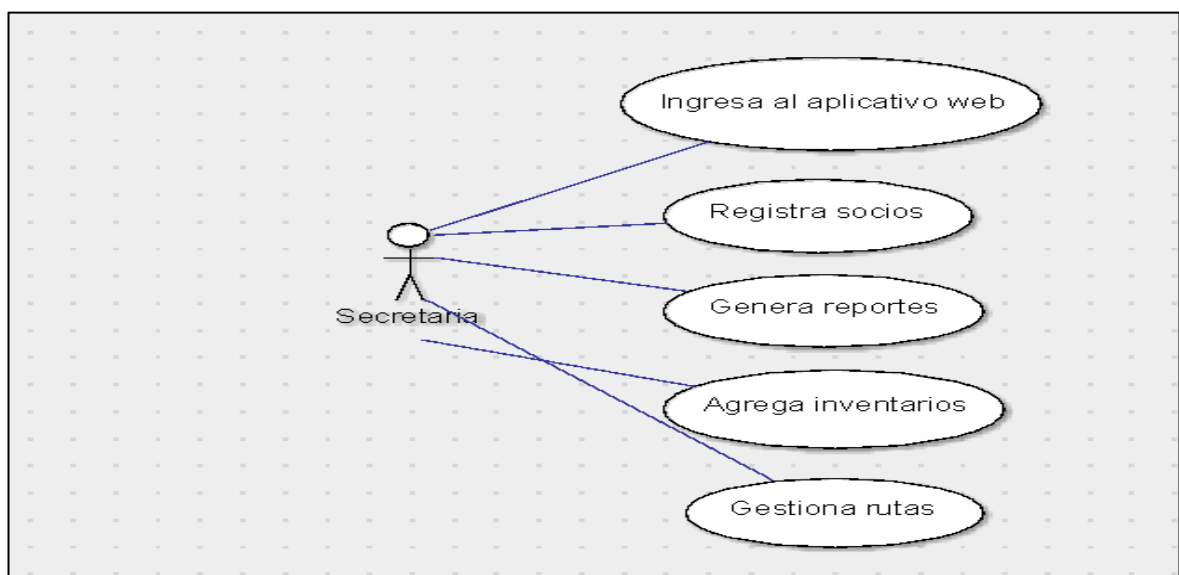 Ingresa al aplicativo web
Registra socios
Genera reportes
Secretaria
Agrega inventarios
Gestiona rutas